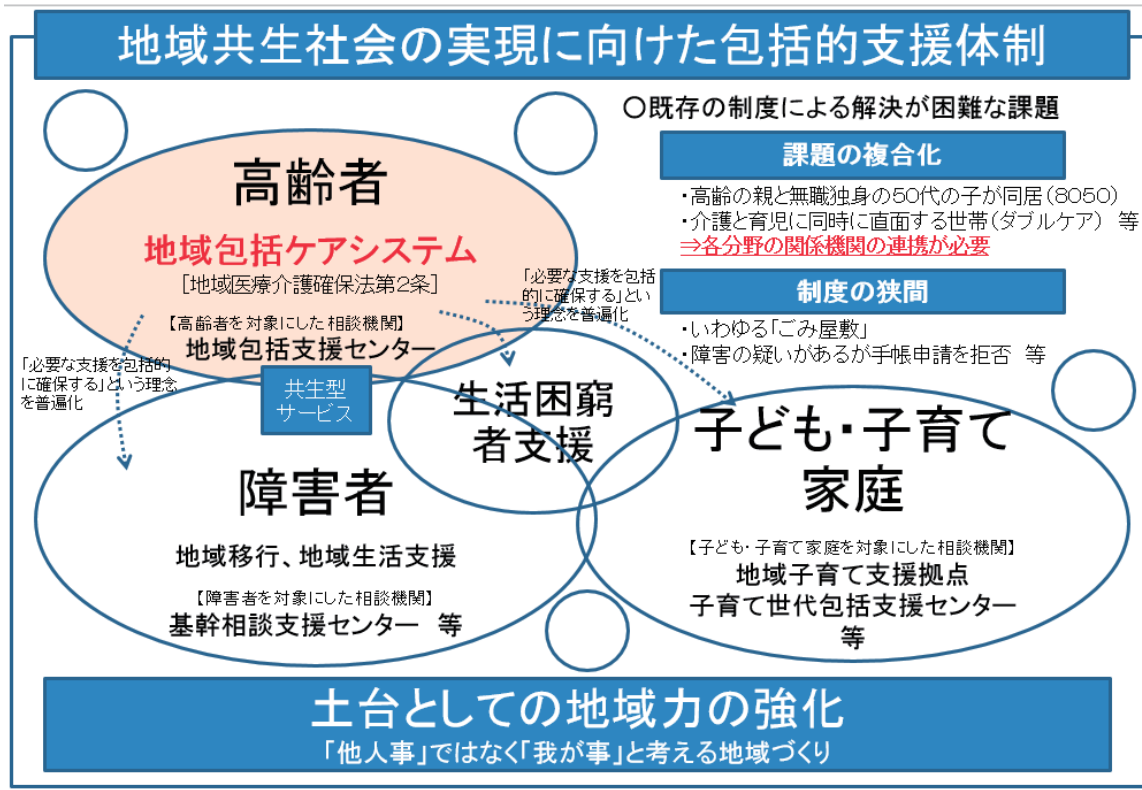 地域共生社会の実現に向けた包括的支援体制
〇既存の制度による解決が困難な課題
課題の複合化
・高齢の親と無職独身の50代の子が同居(8050)
・介護と育児に同時に直面する世帯(ダブルケア) 等
⇒各分野の関係機関の連携が必要
制度の狭間
・いわゆる「ごみ屋敷」
・障害の疑いがあるが手帳申請を拒否 等
高齢者
地域包括ケアシステム
[地域医療介護確保法第2条]
【高齢者を対象にした相談機関】
地域包括支援センター
「必要な支援を包括
的に確保する」とい
う理念を普遍化
「必要な支援を包括的
に確保する」という理念
を普遍化
共生型
サービス
生活困窮
者支援
障害者
地域移行、地域生活支援
【障害者を対象にした相談機関】
基幹相談支援センター 等
子ども・子育て
家庭
【子ども・子育て家庭を対象にした相談機関】
地域子育て支援拠点
子育て世代包括支援センター
等
土台としての地域力の強化
「他人事」ではなく「我が事」と考える地域づくり